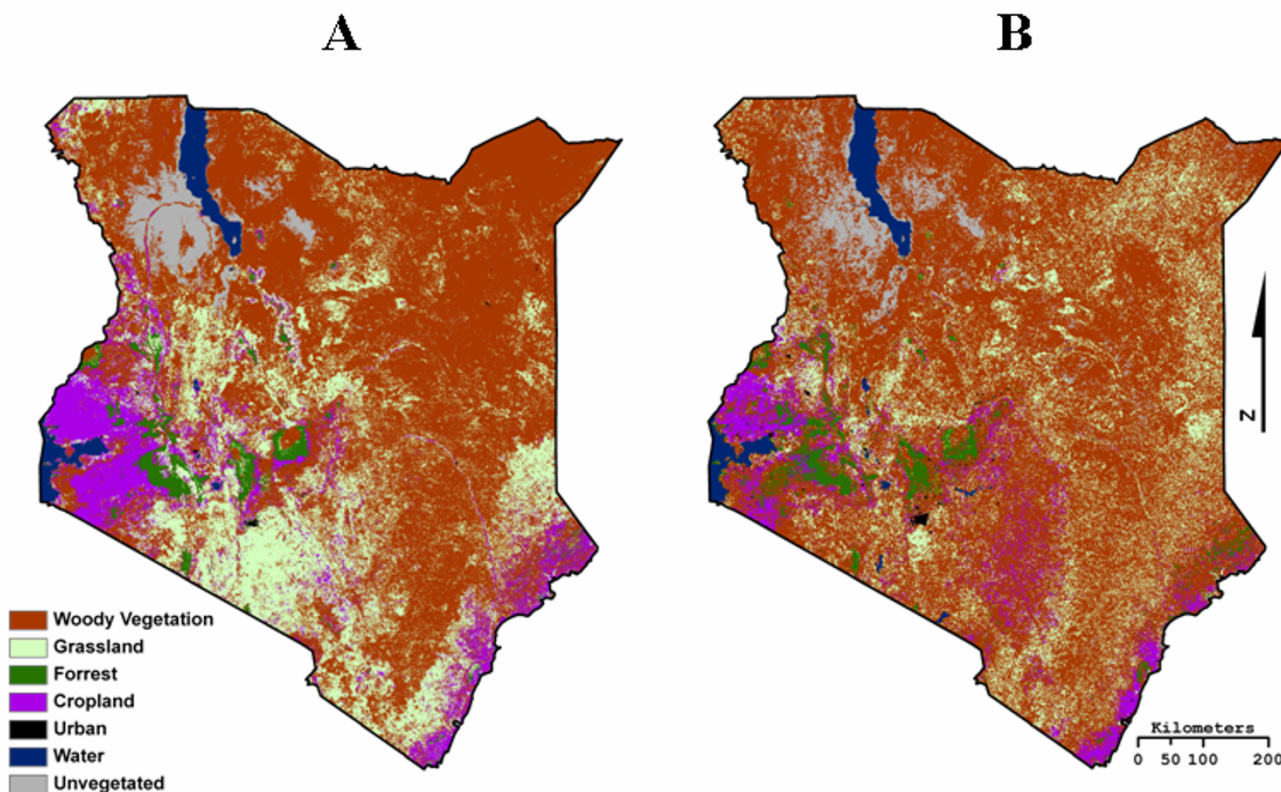 A
B
Woody Vegetation
Grassland
Forrest
Cropland
Urban
Water
Unvegetated
N
Kilometers
0 50 100 200